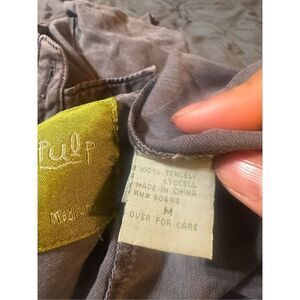 Pulp
medium
100% TENCEL/
LYOCELL
MADE IN CHINA
RN# 90498
M
OVER FOR CARE